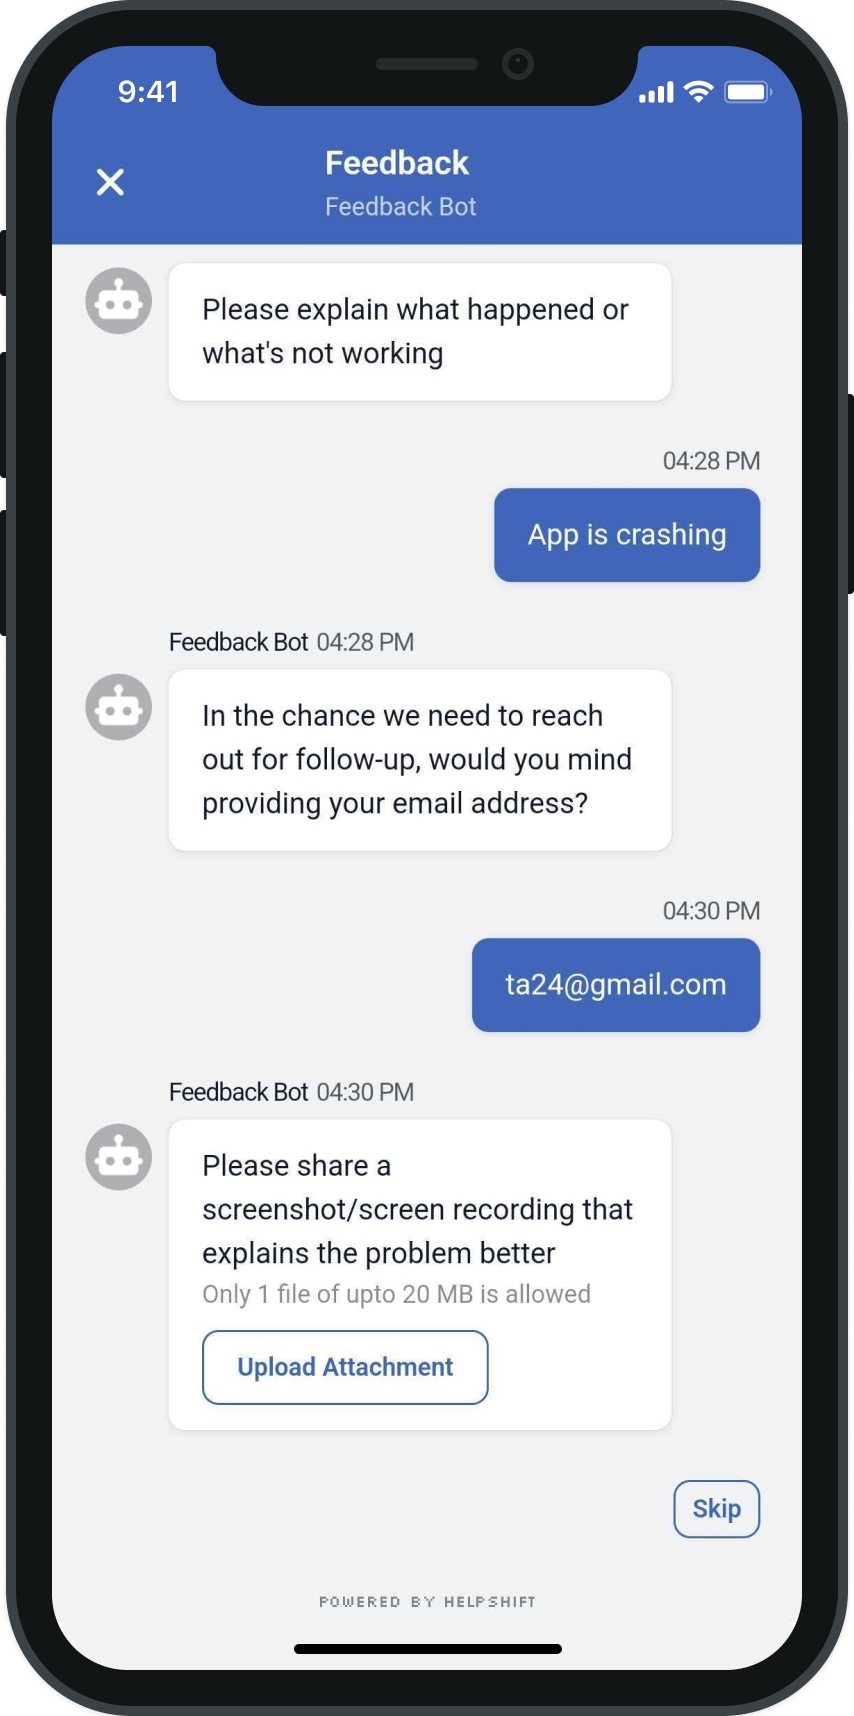 9:41
Feedback
Feedback Bot
Please explain what happened or
what's not working
04:28 PM
App is crashing
Feedback Bot 04:28 PM
In the chance we need to reach
out for follow-up, would you mind
providing your email address?
04:30 PM
ta24@gmail.com
Feedback Bot 04:30 PM
Please share a
screenshot/screen recording that
explains the problem better
Only 1 file of upto 20 MB is allowed
Upload Attachment
Skip
POWERED BY HELPSHIFT